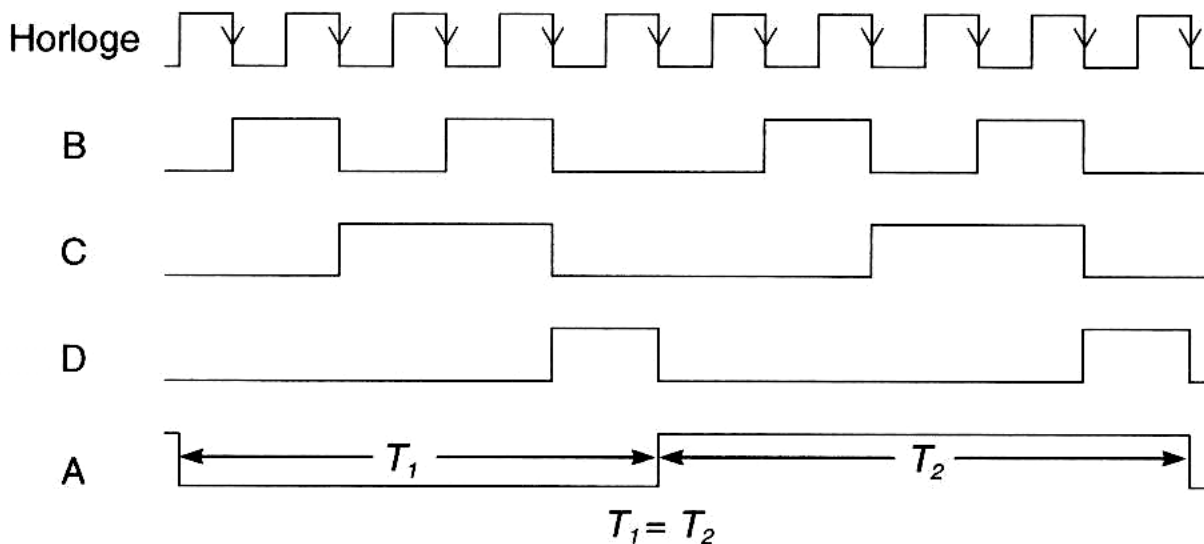 Horloge
B
C
D
A
T₁ T₂
T₁ = T₂